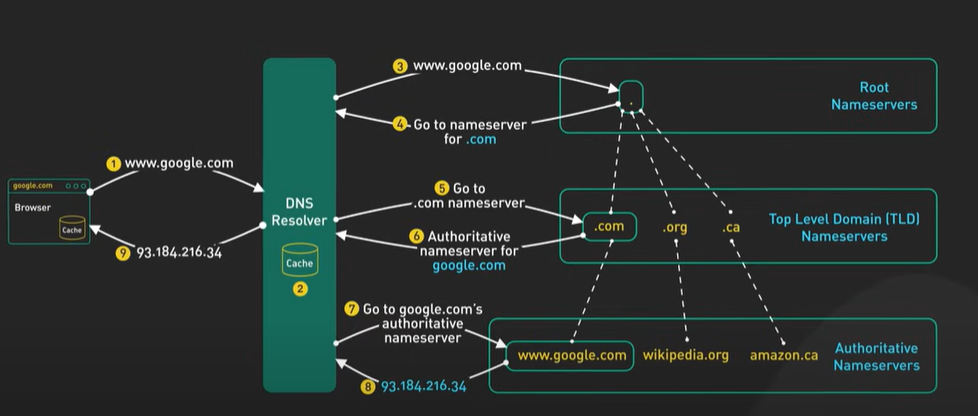 3 www.google.com
Root
Nameservers
.
4 Go to nameserver
for .com
1 www.google.com
google.com
Browser
Cache
DNS
Resolver
Cache
2
5 Go to
.com nameserver
.com
.org
.ca
Top Level Domain (TLD)
Nameservers
6 Authoritative
nameserver for
google.com
9 93.184.216.34
7 Go to google.com's
authoritative
nameserver
www.google.com
wikipedia.org
amazon.ca
Authoritative
Nameservers
8 93.184.216.34